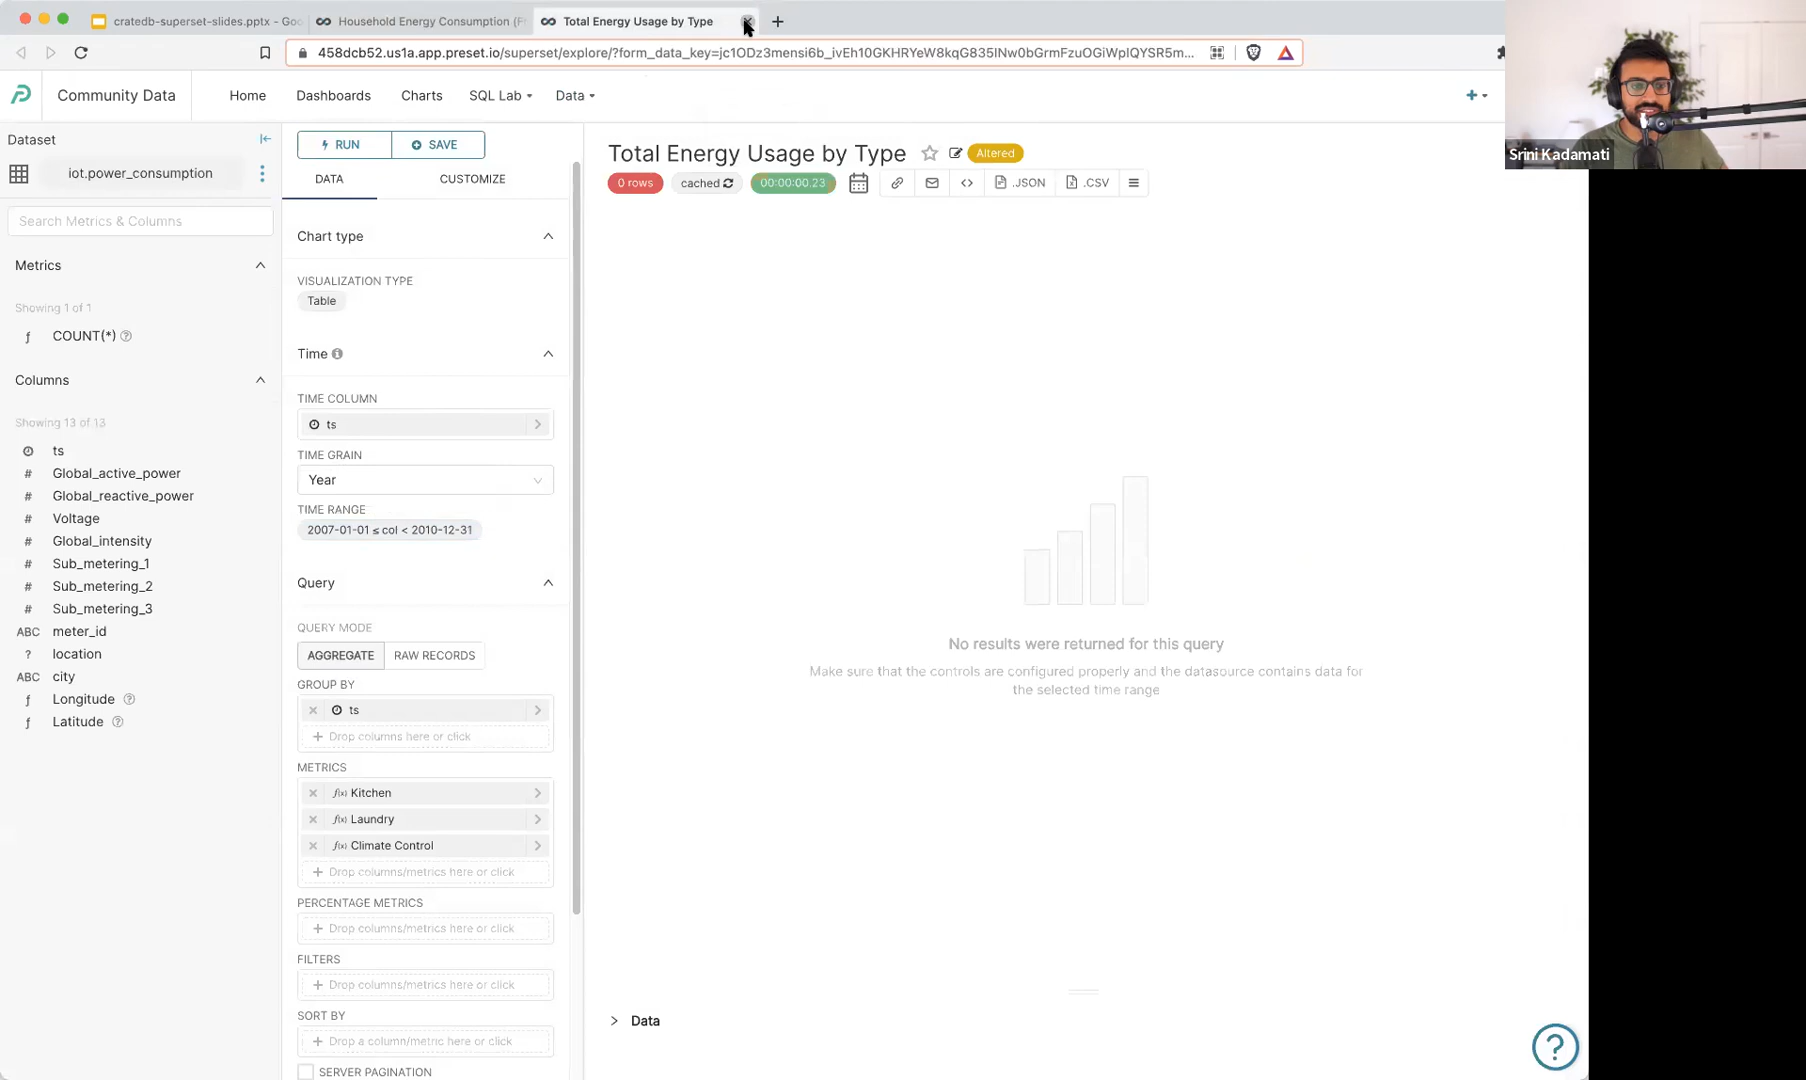 cratedb-superset-slides.pptx - Goo
Household Energy Consumption (F
Total Energy Usage by Type
458dcb52.us1a.app.preset.io/superset/explore/?form_data_key=jc1ODz3mensi6b_ivEh10GKHRYeW8kqG835INw0bGrmFzuOGiWpIQYSR5m...
Community Data
Home
Dashboards
Charts
SQL Lab
Data
Srini Kadamati
Dataset
iot.power_consumption
Search Metrics & Columns
Metrics
Showing 1 of 1
f COUNT(*)
Columns
Showing 13 of 13
ts
# Global_active_power
# Global_reactive_power
# Voltage
# Global_intensity
# Sub_metering_1
# Sub_metering_2
# Sub_metering_3
ABC meter_id
? location
ABC city
f Longitude
f Latitude
RUN
SAVE
DATA
CUSTOMIZE
Chart type
VISUALIZATION TYPE
Table
Time
TIME COLUMN
ts
TIME GRAIN
Year
TIME RANGE
2007-01-01 ≤ col < 2010-12-31
Query
QUERY MODE
AGGREGATE
RAW RECORDS
GROUP BY
ts
+ Drop columns here or click
METRICS
f(x) Kitchen
f(x) Laundry
f(x) Climate Control
+ Drop columns/metrics here or click
PERCENTAGE METRICS
+ Drop columns/metrics here or click
FILTERS
+ Drop columns/metrics here or click
SORT BY
+ Drop a column/metric here or click
SERVER PAGINATION
Total Energy Usage by Type
Altered
0 rows
cached
00:00:00.23
.JSON
.CSV
No results were returned for this query
Make sure that the controls are configured properly and the datasource contains data for
the selected time range
Data
?